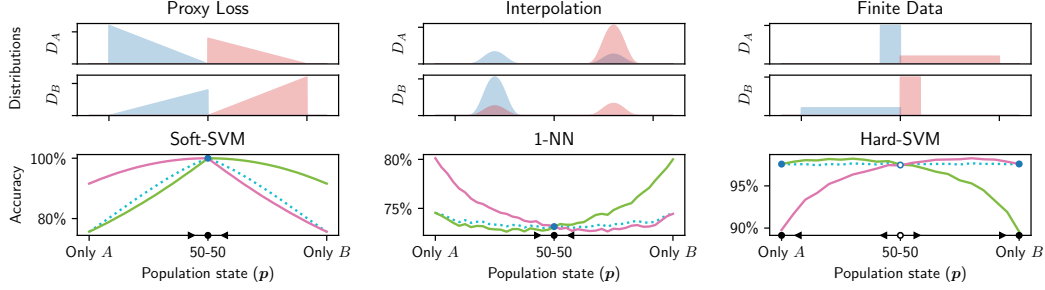 Proxy Loss
Interpolation
Finite Data
Distributions
D_A
D_A
D_A
D_B
D_B
D_B
Soft-SVM
1-NN
Hard-SVM
Accuracy
100%
80%
80%
75%
95%
90%
Only A
50-50
Only B
Only A
50-50
Only B
Only A
50-50
Only B
Population state (p)
Population state (p)
Population state (p)